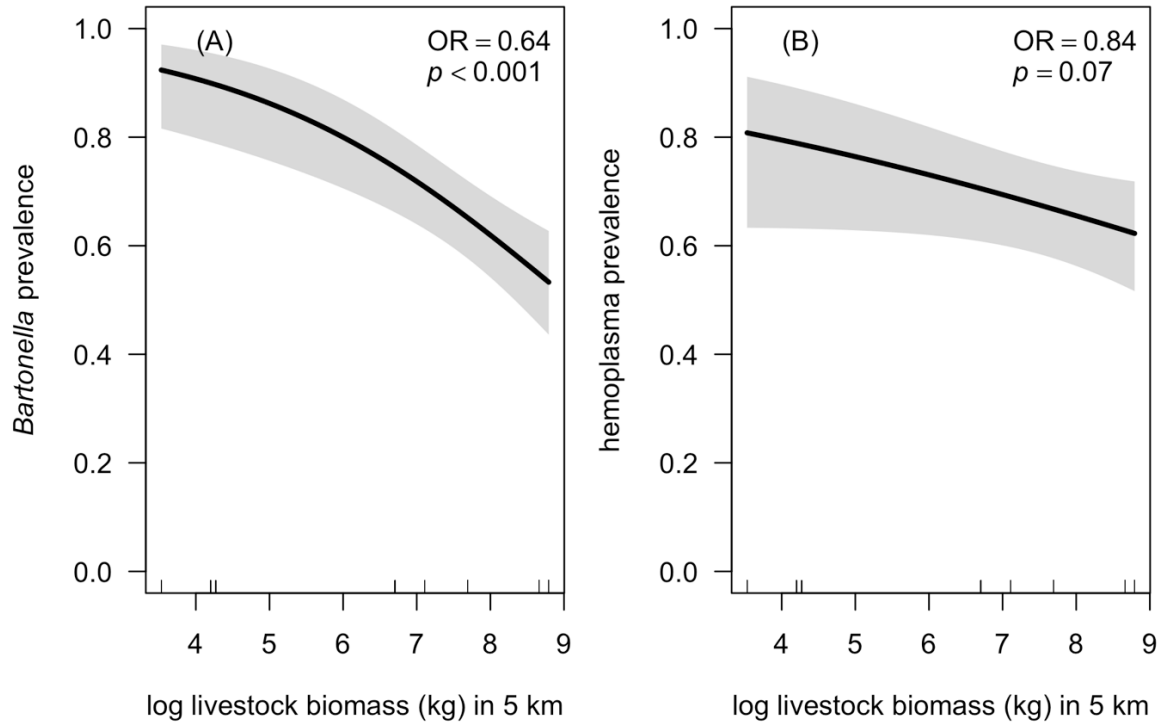 (A)
OR = 0.64
p < 0.001
1.0
0.8
0.6
0.4
0.2
0.0
Bartonella prevalence
4 5 6 7 8 9
log livestock biomass (kg) in 5 km
(B)
OR = 0.84
p = 0.07
1.0
0.8
0.6
0.4
0.2
0.0
hemoplasma prevalence
4 5 6 7 8 9
log livestock biomass (kg) in 5 km